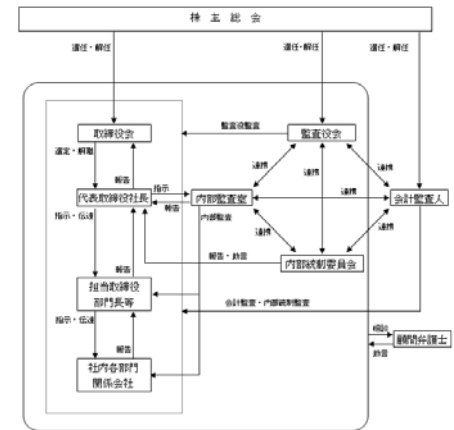 株主総会
選任・解任
選任・解任
選任・解任
取締役会
監査役監査
監査役会
選定・解職
報告
連携
連携
連携
代表取締役社長
指示
報告
内部監査室
連携
会計監査人
指示・伝達
内部監査
連携
連携
報告・助言
内部統制委員会
報告
担当取締役
部門長等
会計監査・内部統制監査
指示・伝達
報告
相談
顧問弁護士
助言
社内各部門
関係会社